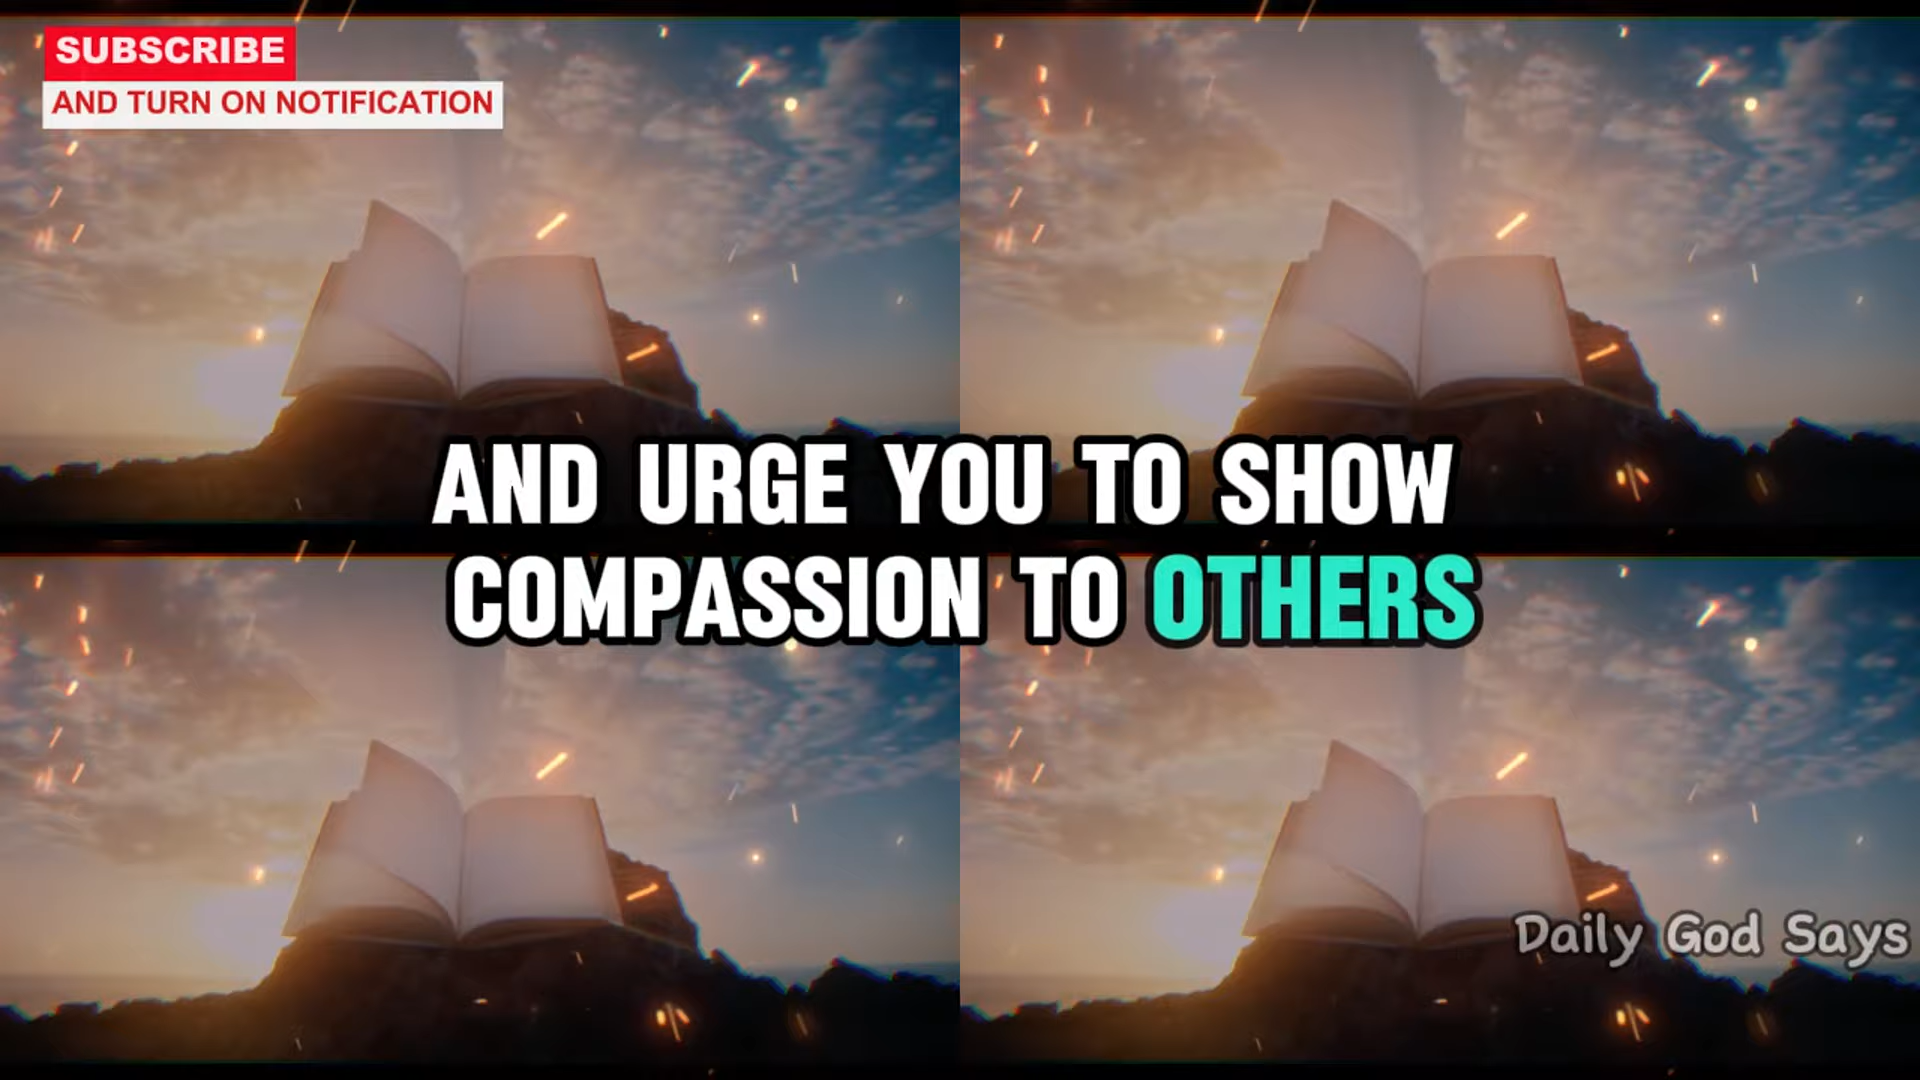 SUBSCRIBE
AND TURN ON NOTIFICATION
AND URGE YOU TO SHOW
COMPASSION TO OTHERS
Daily God Says